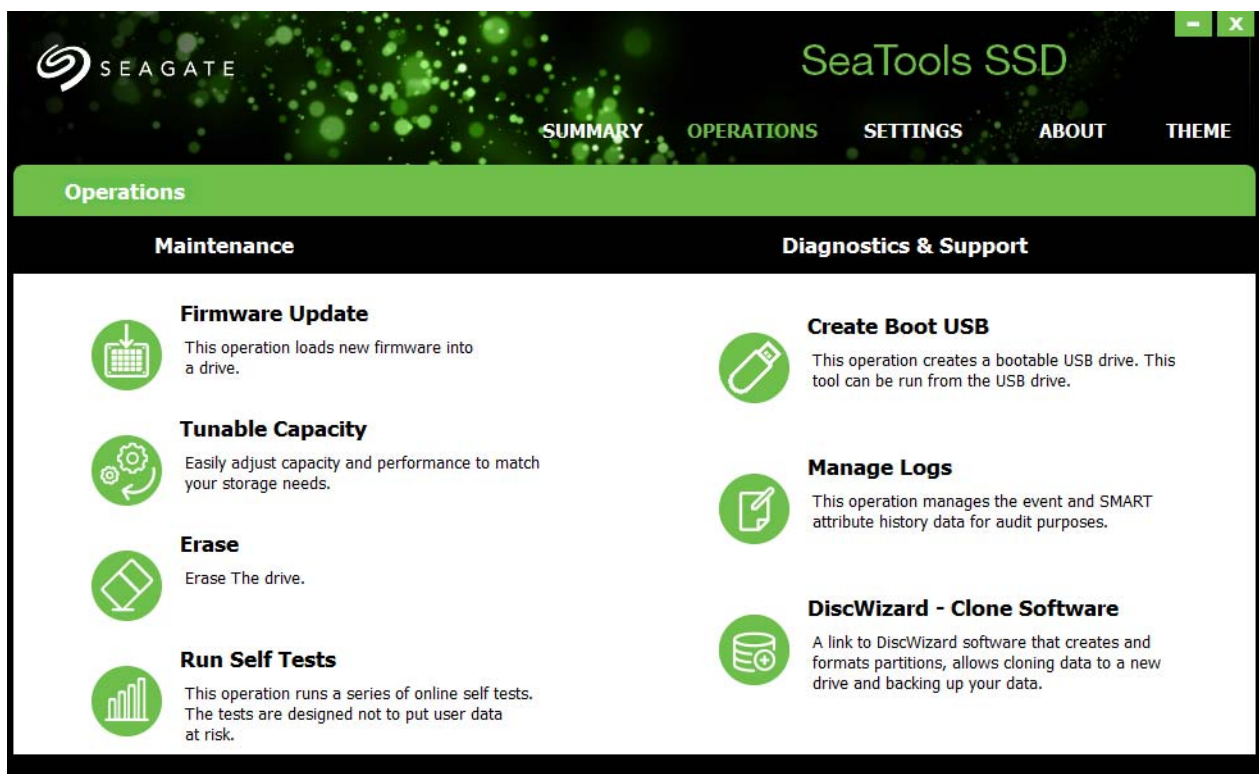 SEAGATE
SeaTools SSD
- X
SUMMARY OPERATIONS SETTINGS ABOUT THEME
Operations
Maintenance
Diagnostics & Support
Firmware Update
This operation loads new firmware into
a drive.
Tunable Capacity
Easily adjust capacity and performance to match
your storage needs.
Erase
Erase The drive.
Run Self Tests
This operation runs a series of online self tests.
The tests are designed not to put user data
at risk.
Create Boot USB
This operation creates a bootable USB drive. This
tool can be run from the USB drive.
Manage Logs
This operation manages the event and SMART
attribute history data for audit purposes.
DiscWizard - Clone Software
A link to DiscWizard software that creates and
formats partitions, allows cloning data to a new
drive and backing up your data.